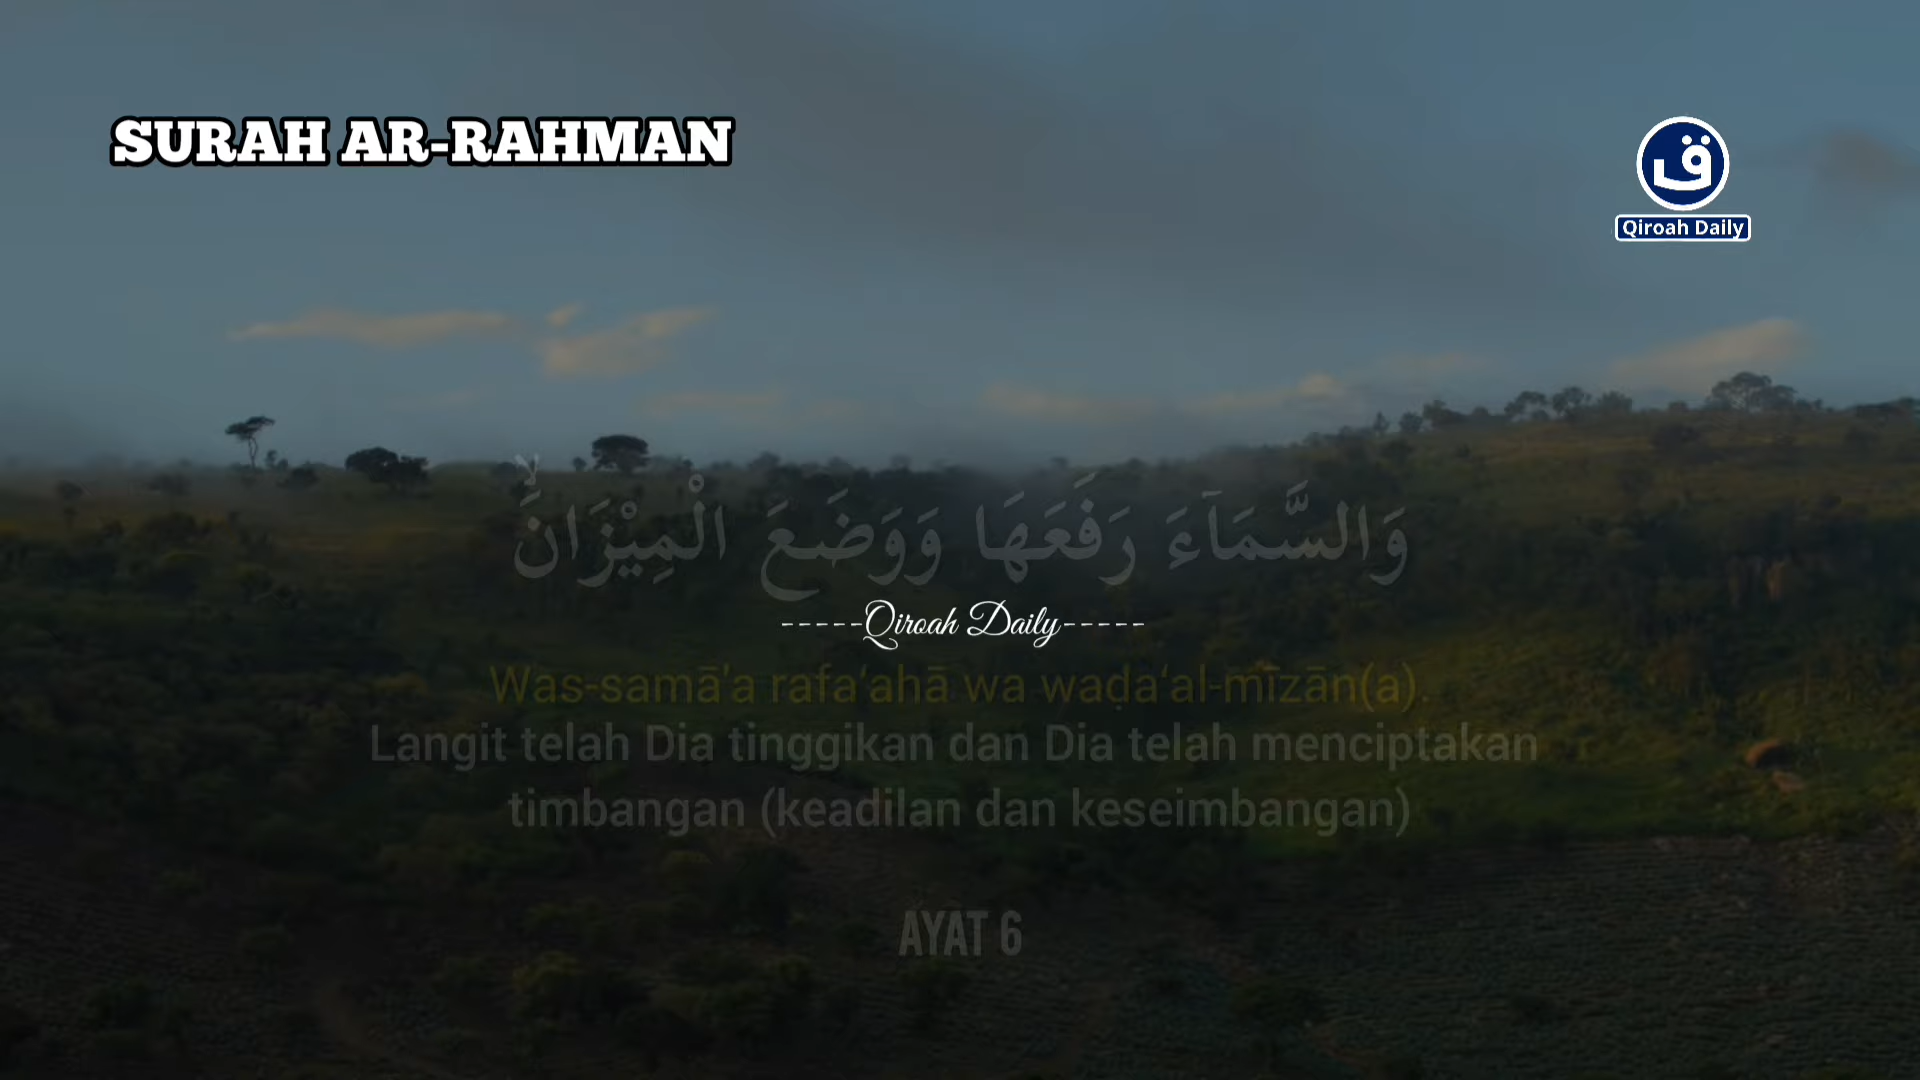 SURAH AR-RAHMAN
ق
Qiroah Daily
وَالسَّمَاۤءَ رَفَعَهَا وَوَضَعَ الْمِيْزَانَۙ
-----Qiroah Daily-----
Was-samā'a rafa‘ahā wa waḍa‘al-mīzān(a).
Langit telah Dia tinggikan dan Dia telah menciptakan
timbangan (keadilan dan keseimbangan)
AYAT 6